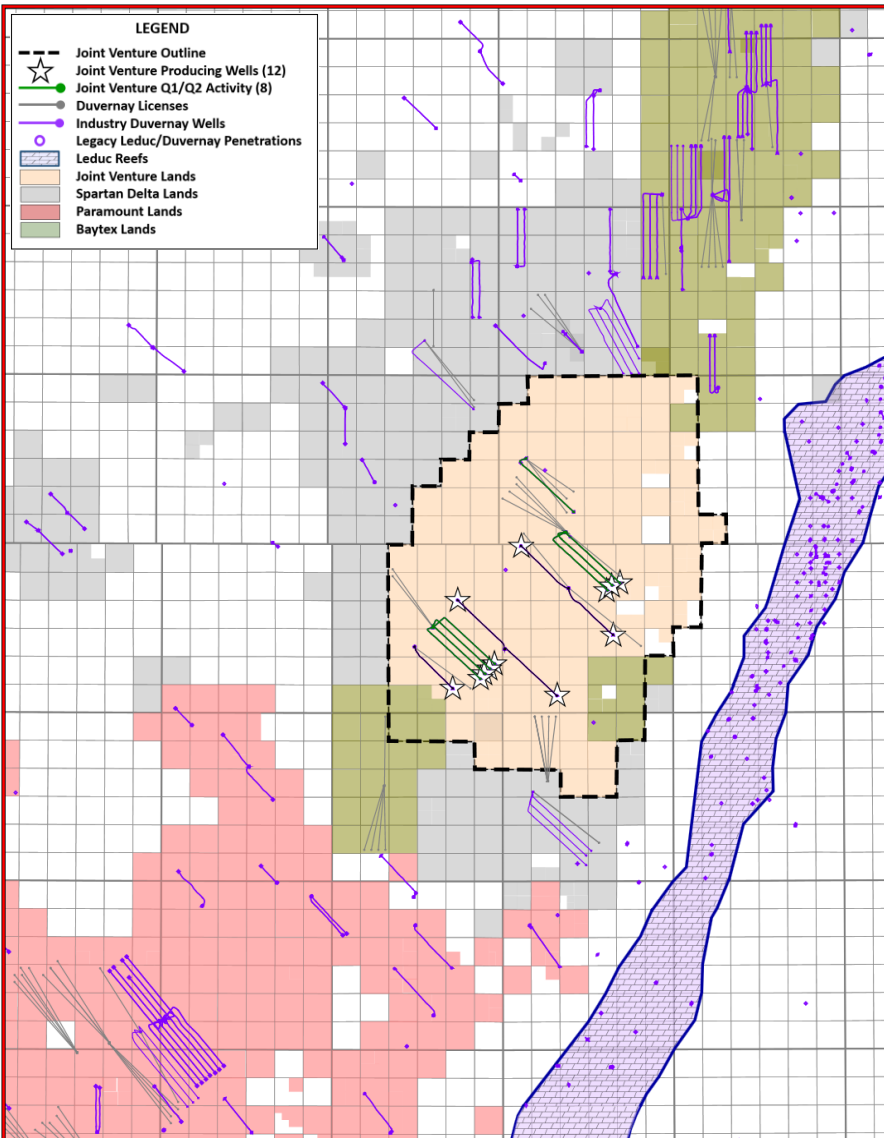 LEGEND
Joint Venture Outline
Joint Venture Producing Wells (12)
Joint Venture Q1/Q2 Activity (8)
Duvernay Licenses
Industry Duvernay Wells
Legacy Leduc/Duvernay Penetrations
Leduc Reefs
Joint Venture Lands
Spartan Delta Lands
Paramount Lands
Baytex Lands